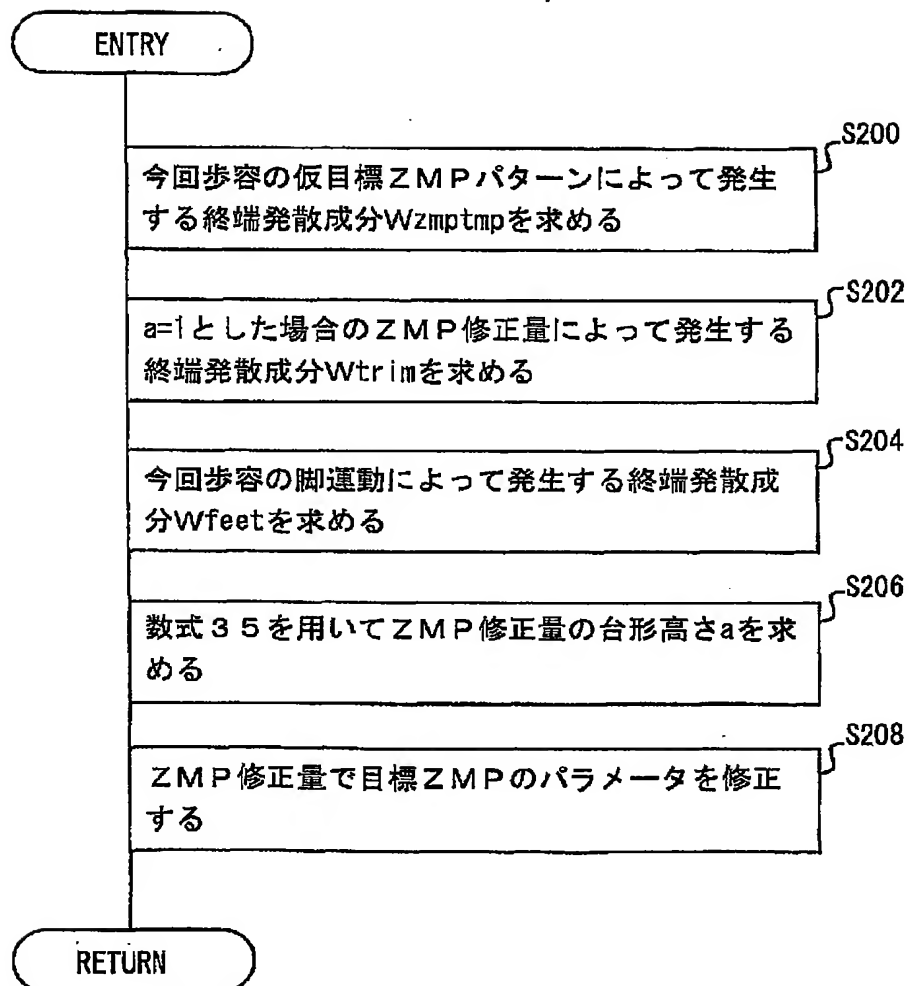 ENTRY
S200
今回歩容の仮目標ZMPパターンによって発生
する終端発散成分Wzmptmpを求める
S202
a=1とした場合のZMP修正量によって発生する
終端発散成分Wtrimを求める
S204
今回歩容の脚運動によって発生する終端発散成
分Wfeetを求める
S206
数式35を用いてZMP修正量の台形高さaを求
める
S208
ZMP修正量で目標ZMPのパラメータを修正
する
RETURN